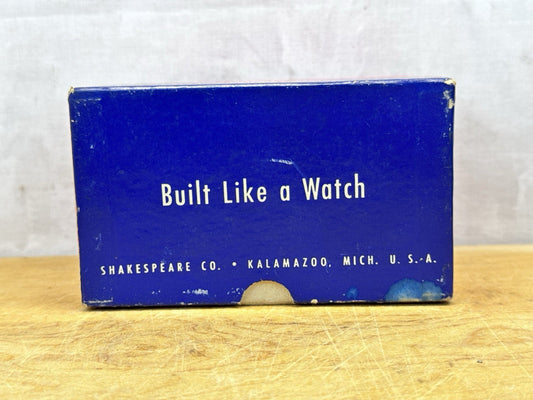 Built Like a Watch
SHAKESPEARE CO. • KALAMAZOO, MICH. U. S.-A.